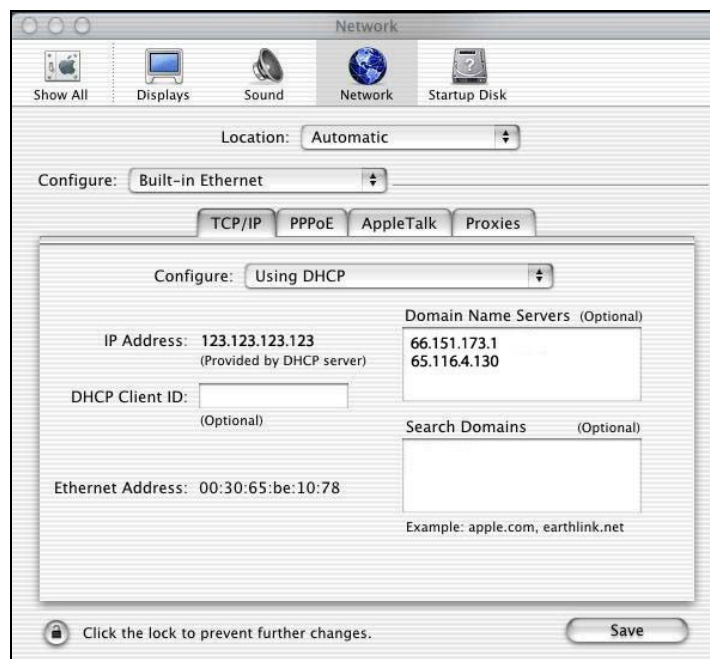 Network
Show All Displays Sound Network Startup Disk
Location: Automatic
Configure: Built-in Ethernet
TCP/IP PPPoE AppleTalk Proxies
Configure: Using DHCP
Domain Name Servers (Optional)
IP Address: 123.123.123.123
(Provided by DHCP server)
66.151.173.1
65.116.4.130
DHCP Client ID:
(Optional)
Search Domains (Optional)
Ethernet Address: 00:30:65:be:10:78
Example: apple.com, earthlink.net
Click the lock to prevent further changes.
Save